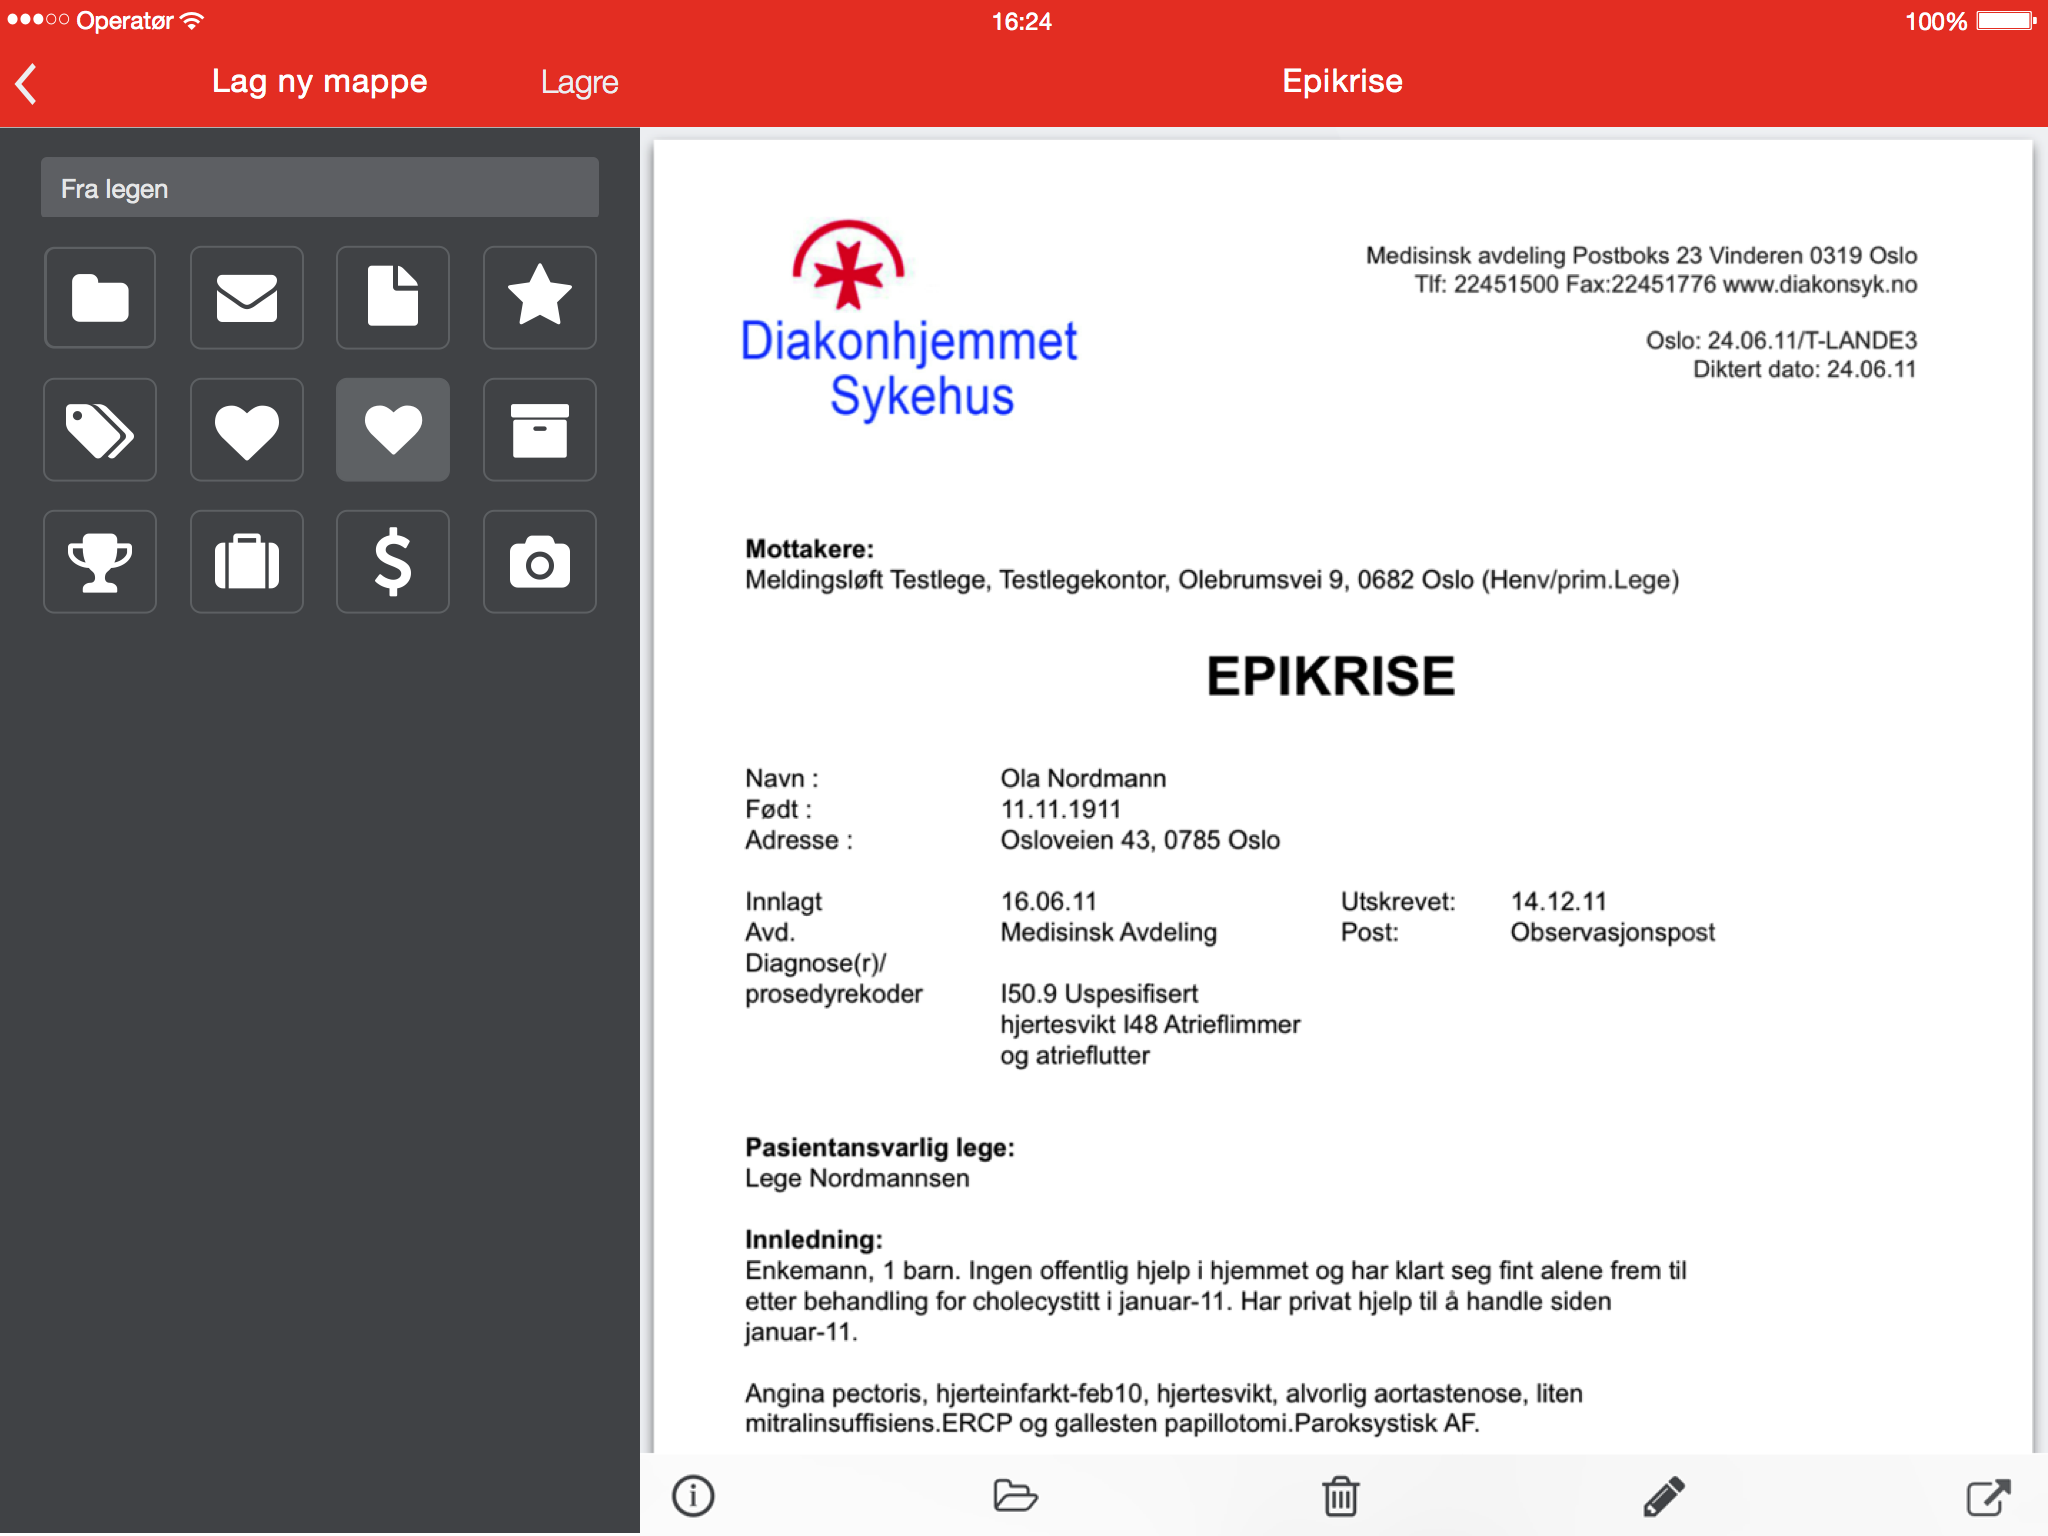 Operatør
16:24
100%
Lag ny mappe
Lagre
Epikrise
Fra legen
Diakonhjemmet
Sykehus
Medisinsk avdeling Postboks 23 Vinderen 0319 Oslo
Tlf: 22451500 Fax:22451776 www.diakonsyk.no
Oslo: 24.06.11/T-LANDE3
Diktert dato: 24.06.11
Mottakere:
Meldingsløft Testlege, Testlegekontor, Olebrumsvei 9, 0682 Oslo (Henv/prim.Lege)
EPIKRISE
Navn : Ola Nordmann
Født : 11.11.1911
Adresse : Osloveien 43, 0785 Oslo
Innlagt 16.06.11 Utskrevet: 14.12.11
Avd. Medisinsk Avdeling Post: Observasjonspost
Diagnose(r)/
prosedyrekoder I50.9 Uspesifisert
hjertesvikt I48 Atrieflimmer
og atrieflutter
Pasientansvarlig lege:
Lege Nordmannsen
Innledning:
Enkemann, 1 barn. Ingen offentlig hjelp i hjemmet og har klart seg fint alene frem til
etter behandling for cholecystitt i januar-11. Har privat hjelp til å handle siden
januar-11.
Angina pectoris, hjerteinfarkt-feb10, hjertesvikt, alvorlig aortastenose, liten
mitralinsuffisiens.ERCP og gallesten papillotomi.Paroksystisk AF.